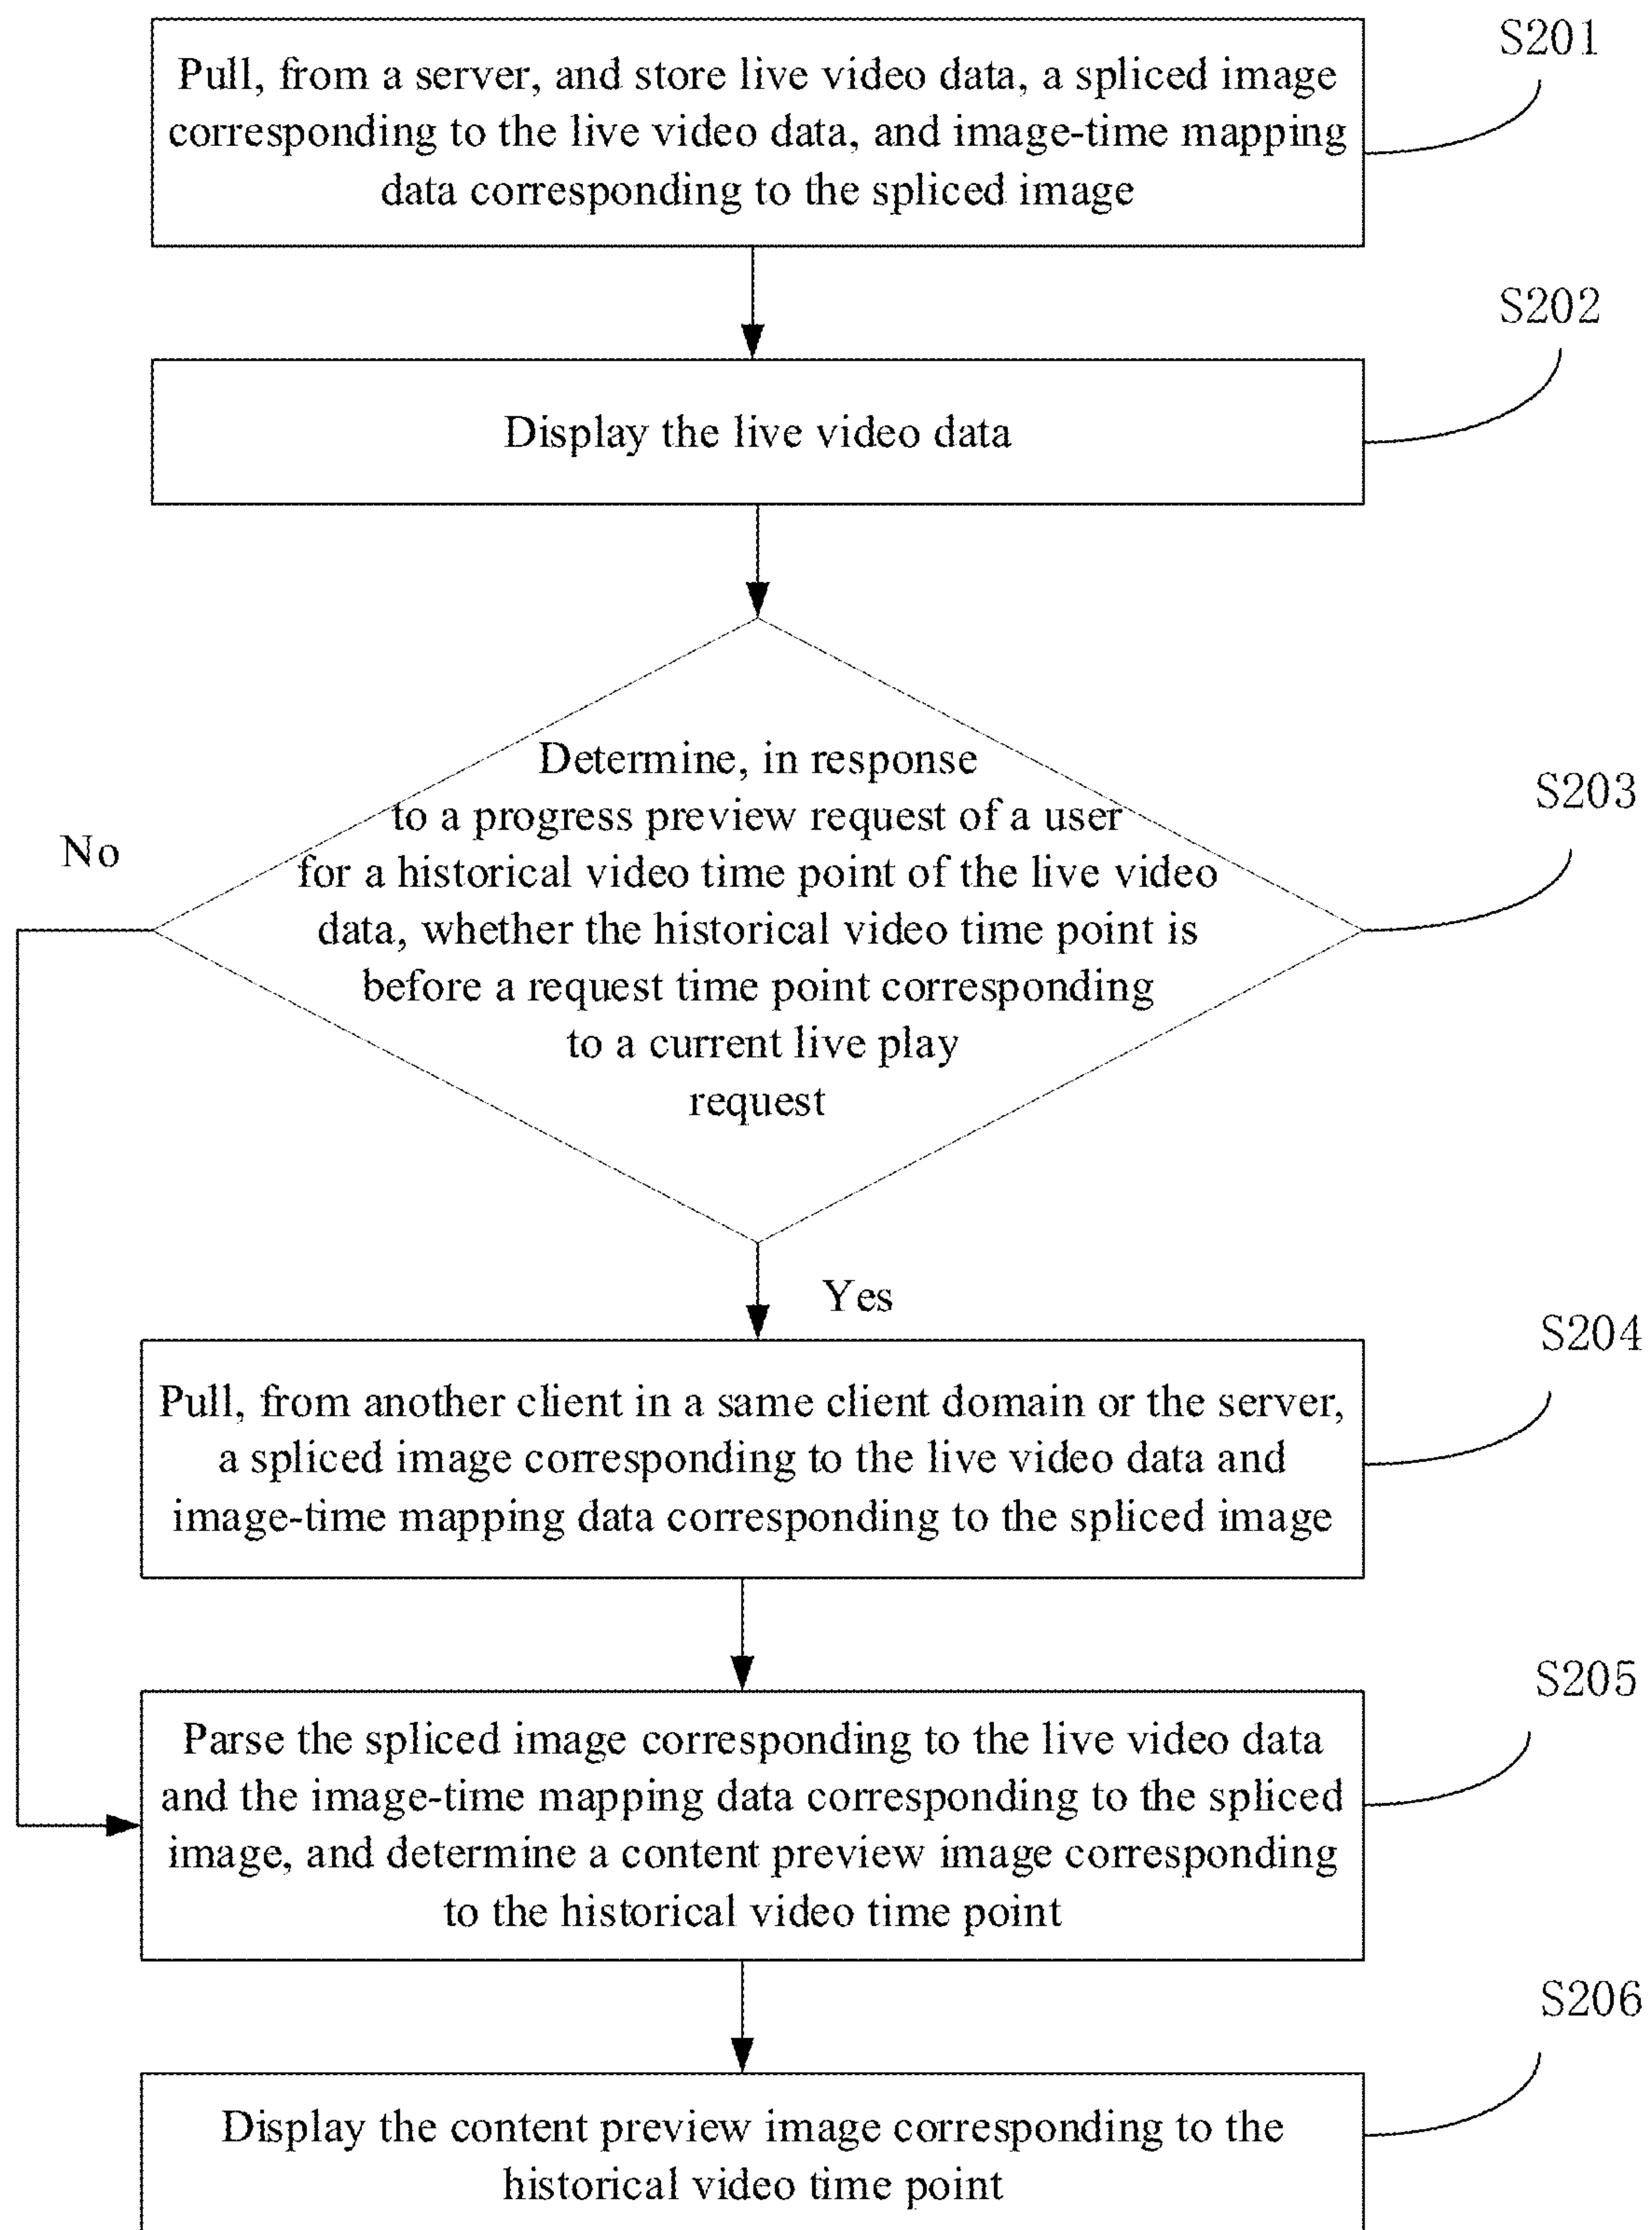 S201
Pull, from a server, and store live video data, a spliced image
corresponding to the live video data, and image-time mapping
data corresponding to the spliced image
S202
Display the live video data
S203
Determine, in response
to a progress preview request of a user
for a historical video time point of the live video
data, whether the historical video time point is
before a request time point corresponding
to a current live play
request
No
Yes
S204
Pull, from another client in a same client domain or the server,
a spliced image corresponding to the live video data and
image-time mapping data corresponding to the spliced image
S205
Parse the spliced image corresponding to the live video data
and the image-time mapping data corresponding to the spliced
image, and determine a content preview image corresponding
to the historical video time point
S206
Display the content preview image corresponding to the
historical video time point